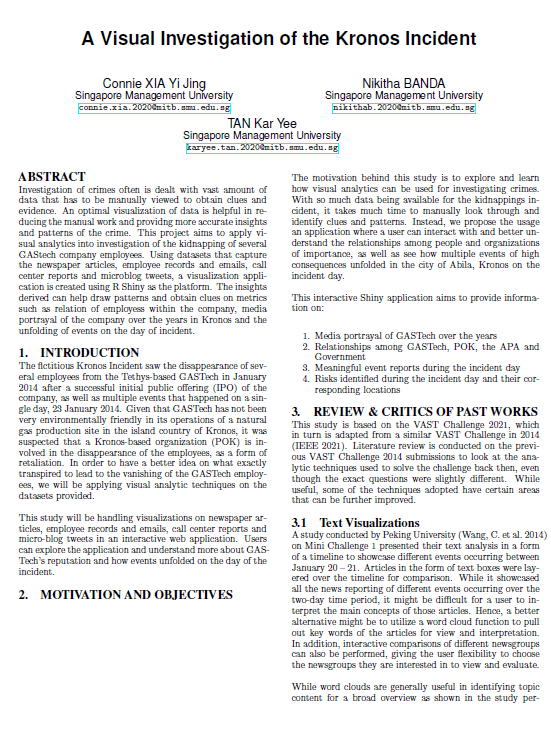 A Visual Investigation of the Kronos Incident
Connie XIA Yi Jing
Singapore Management University
connie.xia.2020@mitb.smu.edu.sg
Nikitha BANDA
Singapore Management University
nikithab.2020@mitb.smu.edu.sg
TAN Kar Yee
Singapore Management University
karyee.tan.2020@mitb.smu.edu.sg
ABSTRACT
Investigation of crimes often is dealt with vast amount of
data that has to be manually viewed to obtain clues and
evidence. An optimal visualization of data is helpful in re-
ducing the manual work and providng more accurate insights
and patterns of the crime. This project aims to apply vi-
sual analytics into investigation of the kidnapping of several
GAStech company employees. Using datasets that capture
the newspaper articles, employee records and emails, call
center reports and microblog tweets, a visualization appli-
cation is created using R Shiny as the platform. The insights
derived can help draw patterns and obtain clues on metrics
such as relation of employess within the company, media
portrayal of the company over the years in Kronos and the
unfolding of events on the day of incident.
1. INTRODUCTION
The fictitious Kronos Incident saw the disappearance of sev-
eral employees from the Tethys-based GASTech in January
2014 after a successful initial public offering (IPO) of the
company, as well as multiple events that happened on a sin-
gle day, 23 January 2014. Given that GASTech has not been
very environmentally friendly in its operations of a natural
gas production site in the island country of Kronos, it was
suspected that a Kronos-based organization (POK) is in-
volved in the disappearance of the employees, as a form of
retaliation. In order to have a better idea on what exactly
transpired to lead to the vanishing of the GASTech employ-
ees, we will be applying visual analytic techniques on the
datasets provided.
This study will be handling visualizations on newspaper ar-
ticles, employee records and emails, call center reports and
micro-blog tweets in an interactive web application. Users
can explore the application and understand more about GAS-
Tech's reputation and how events unfolded on the day of the
incident.
2. MOTIVATION AND OBJECTIVES
The motivation behind this study is to explore and learn
how visual analytics can be used for investigating crimes.
With so much data being available for the kidnappings in-
cident, it takes much time to manually look through and
identify clues and patterns. Instead, we propose the usage
an application where a user can interact with and better un-
derstand the relationships among people and organizations
of importance, as well as see how multiple events of high
consequences unfolded in the city of Abila, Kronos on the
incident day.
This interactive Shiny application aims to provide informa-
tion on:
1. Media portrayal of GASTech over the years
2. Relationships among GASTech, POK, the APA and
Government
3. Meaningful event reports during the incident day
4. Risks identified during the incident day and their cor-
responding locations
3. REVIEW & CRITICS OF PAST WORKS
This study is based on the VAST Challenge 2021, which
in turn is adapted from a similar VAST Challenge in 2014
(IEEE 2021). Literature review is conducted on the previ-
ous VAST Challenge 2014 submissions to look at the ana-
lytic techniques used to solve the challenge back then, even
though the exact questions were slightly different. While
useful, some of the techniques adopted have certain areas
that can be further improved.
3.1 Text Visualizations
A study conducted by Peking University (Wang, C. et al. 2014)
on Mini Challenge 1 presented their text analysis in a form
of a timeline to showcase different events occurring between
January 20 – 21. Articles in the form of text boxes were lay-
ered over the timeline for comparison. While it showcased
all the news reporting of different events occurring over the
two-day time period, it might be difficult for a user to in-
terpret the main concepts of those articles. Hence, a better
alternative might be to utilize a word cloud function to pull
out key words of the articles for view and interpretation.
In addition, interactive comparisons of different newsgroups
can also be performed, giving the user flexibility to choose
the newsgroups they are interested in to view and evaluate.
While word clouds are generally useful in identifying topic
content for a broad overview as shown in the study per-